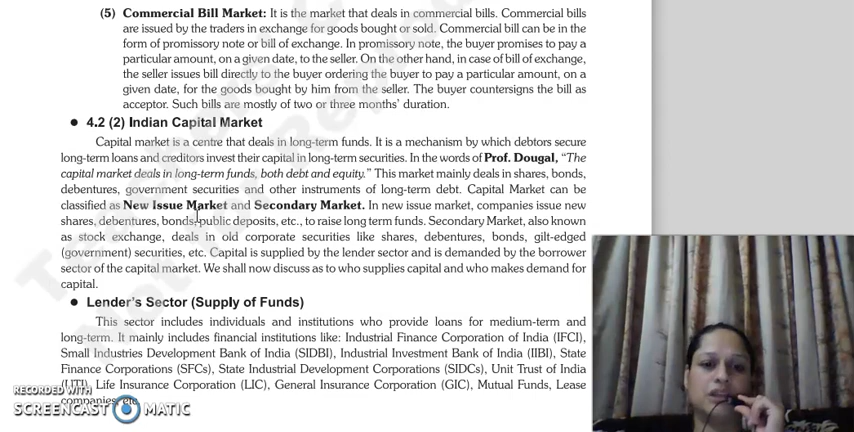 (5) Commercial Bill Market: It is the market that deals in commercial bills. Commercial bills
are issued by the traders in exchange for goods bought or sold. Commercial bill can be in the
form of promissory note or bill of exchange. In promissory note, the buyer promises to pay a
particular amount, on a given date, to the seller. On the other hand, in case of bill of exchange,
the seller issues bill directly to the buyer ordering the buyer to pay a particular amount, on a
given date, for the goods bought by him from the seller. The buyer countersigns the bill as
acceptor. Such bills are mostly of two or three months' duration.
• 4.2 (2) Indian Capital Market
Capital market is a centre that deals in long-term funds. It is a mechanism by which debtors secure
long-term loans and creditors invest their capital in long-term securities. In the words of Prof. Dougal, “The
capital market deals in long-term funds, both debt and equity.” This market mainly deals in shares, bonds,
debentures, government securities and other instruments of long-term debt. Capital Market can be
classified as New Issue Market and Secondary Market. In new issue market, companies issue new
shares, debentures, bonds, public deposits, etc., to raise long term funds. Secondary Market, also known
as stock exchange, deals in old corporate securities like shares, debentures, bonds, gilt-edged
(government) securities, etc. Capital is supplied by the lender sector and is demanded by the borrower
sector of the capital market. We shall now discuss as to who supplies capital and who makes demand for
capital.
• Lender's Sector (Supply of Funds)
This sector includes individuals and institutions who provide loans for medium-term and
long-term. It mainly includes financial institutions like: Industrial Finance Corporation of India (IFCI),
Small Industries Development Bank of India (SIDBI), Industrial Investment Bank of India (IIBI), State
Finance Corporations (SFCs), State Industrial Development Corporations (SIDCs), Unit Trust of India
(UTI), Life Insurance Corporation (LIC), General Insurance Corporation (GIC), Mutual Funds, Lease
companies, etc.
RECORDED WITH
SCREENCAST MATIC